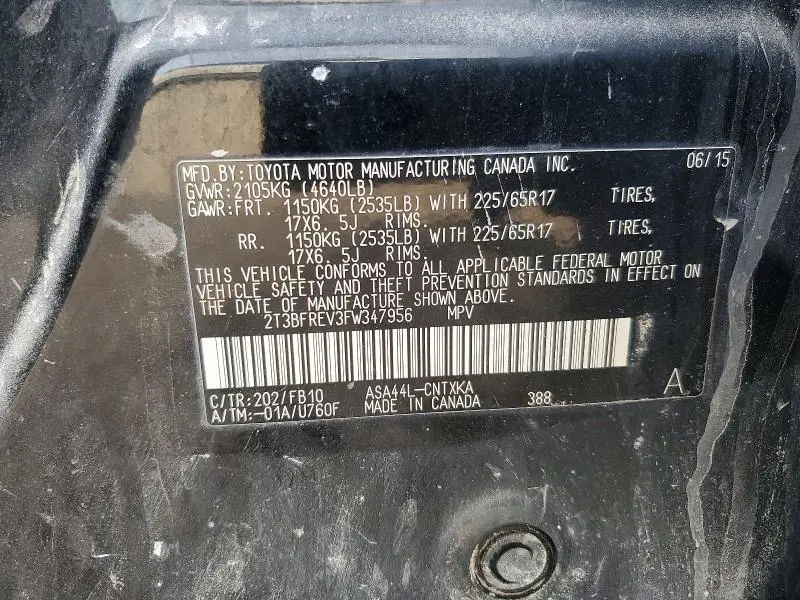 MFD.BY:TOYOTA MOTOR MANUFACTURING CANADA INC. 06/15
GVWR:2105KG (4640LB)
GAWR:FRT. 1150KG (2535LB) WITH 225/65R17 TIRES,
17X6.5J RIMS.
RR. 1150KG (2535LB) WITH 225/65R17 TIRES,
17X6.5J RIMS.
THIS VEHICLE CONFORMS TO ALL APPLICABLE FEDERAL MOTOR
VEHICLE SAFETY AND THEFT PREVENTION STANDARDS IN EFFECT ON
THE DATE OF MANUFACTURE SHOWN ABOVE.
2T3BFREV3FW347956 MPV
C/TR:202/FB10 ASA44L-CNTXKA A
A/TM:-01A/U760F MADE IN CANADA 388